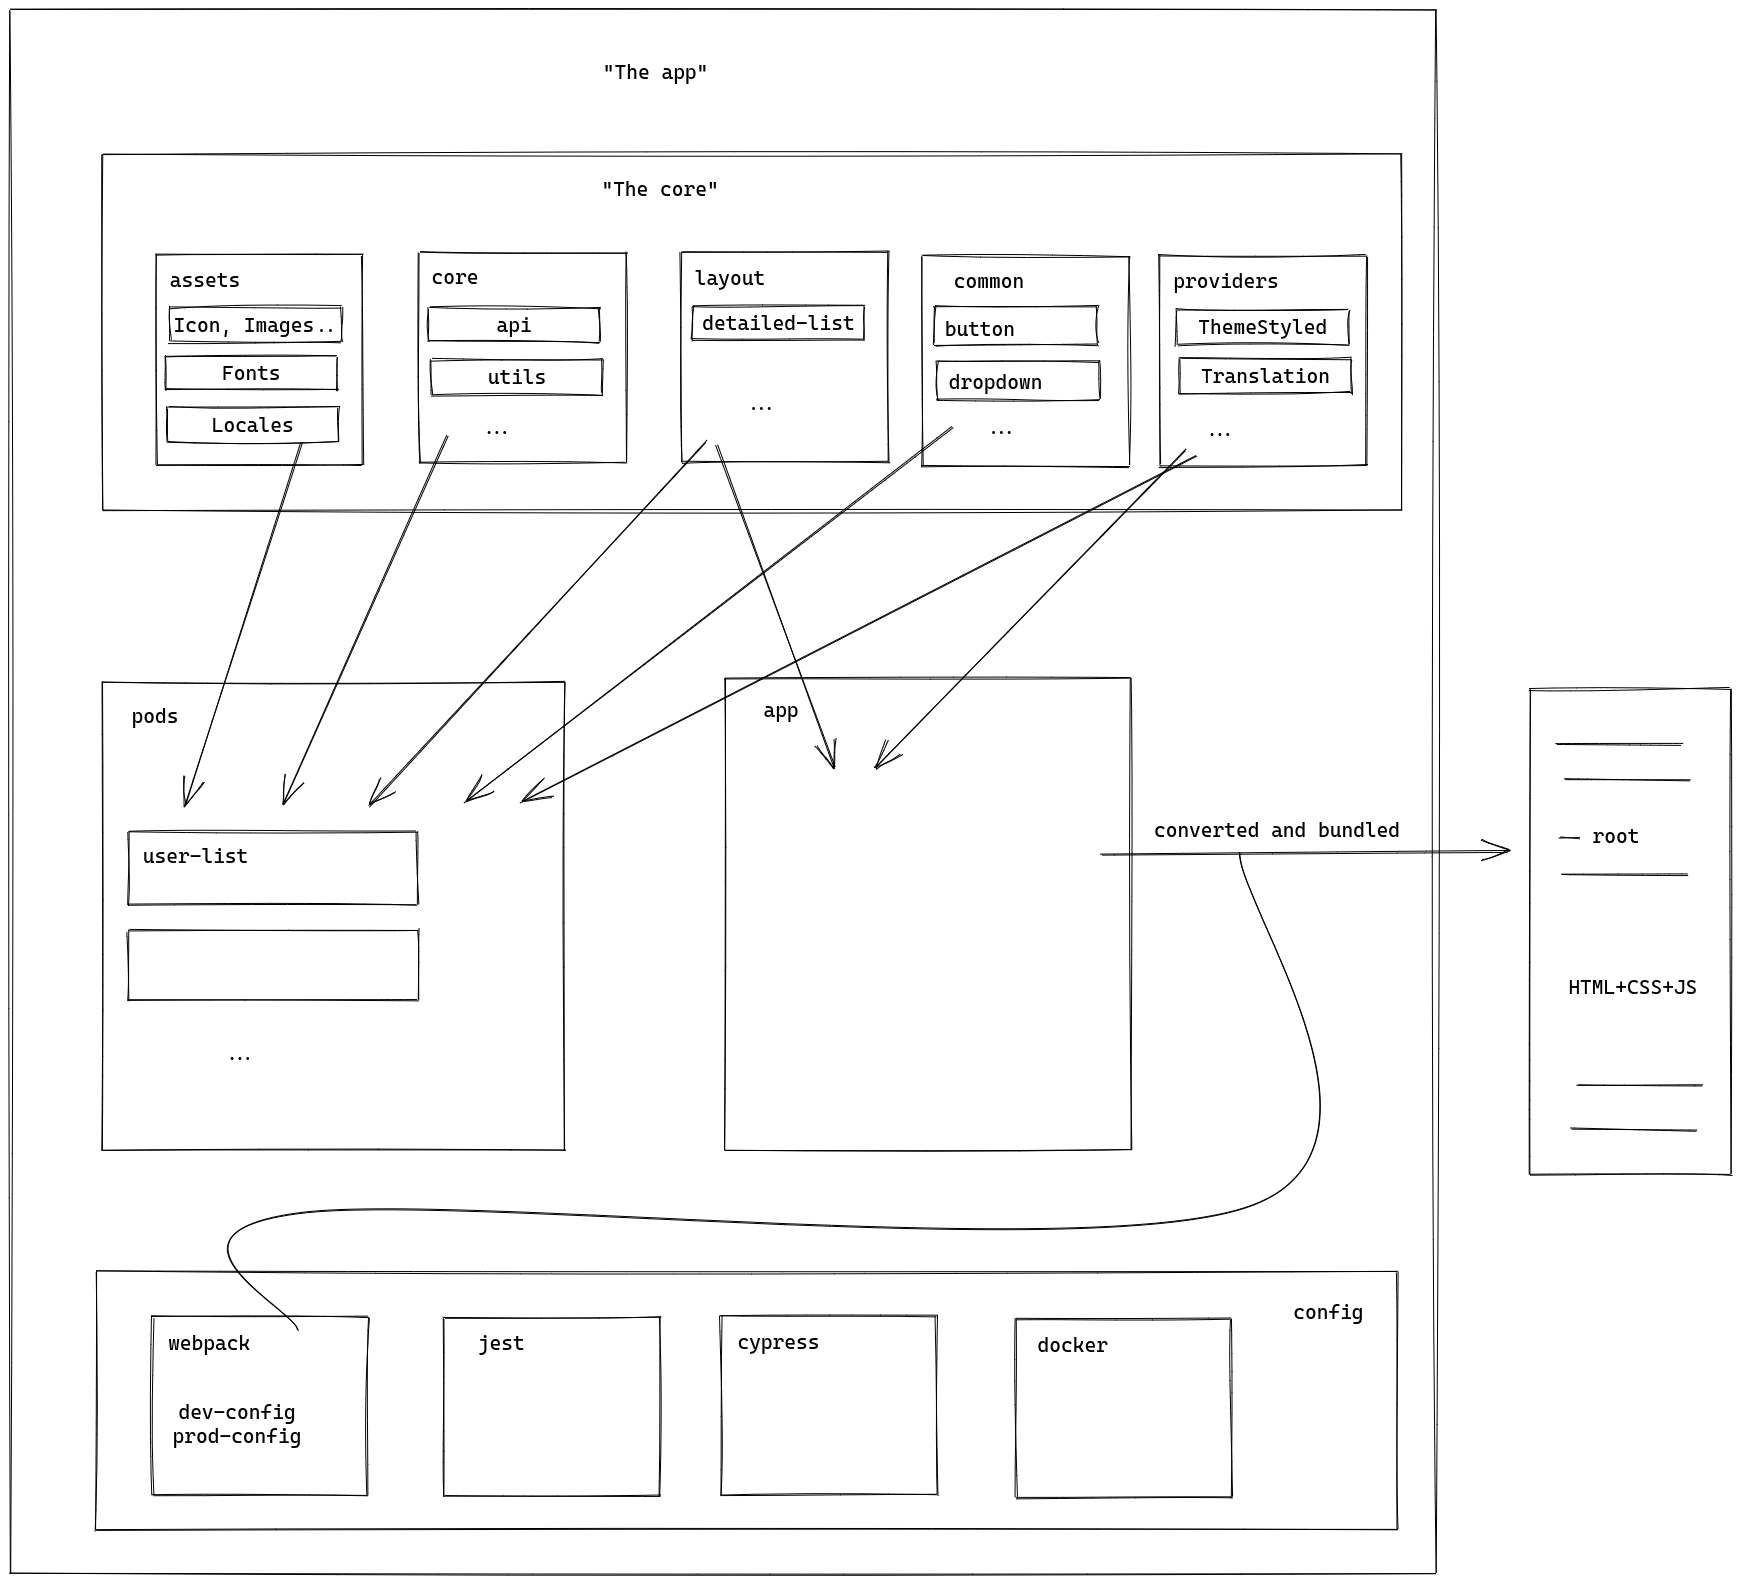 "The app"
"The core"
assets
Icon, Images..
Fonts
Locales
core
api
utils
...
layout
detailed-list
...
common
button
dropdown
...
providers
ThemeStyled
Translation
...
pods
user-list
...
app
converted and bundled
root
HTML+CSS+JS
config
webpack
dev-config
prod-config
jest
cypress
docker